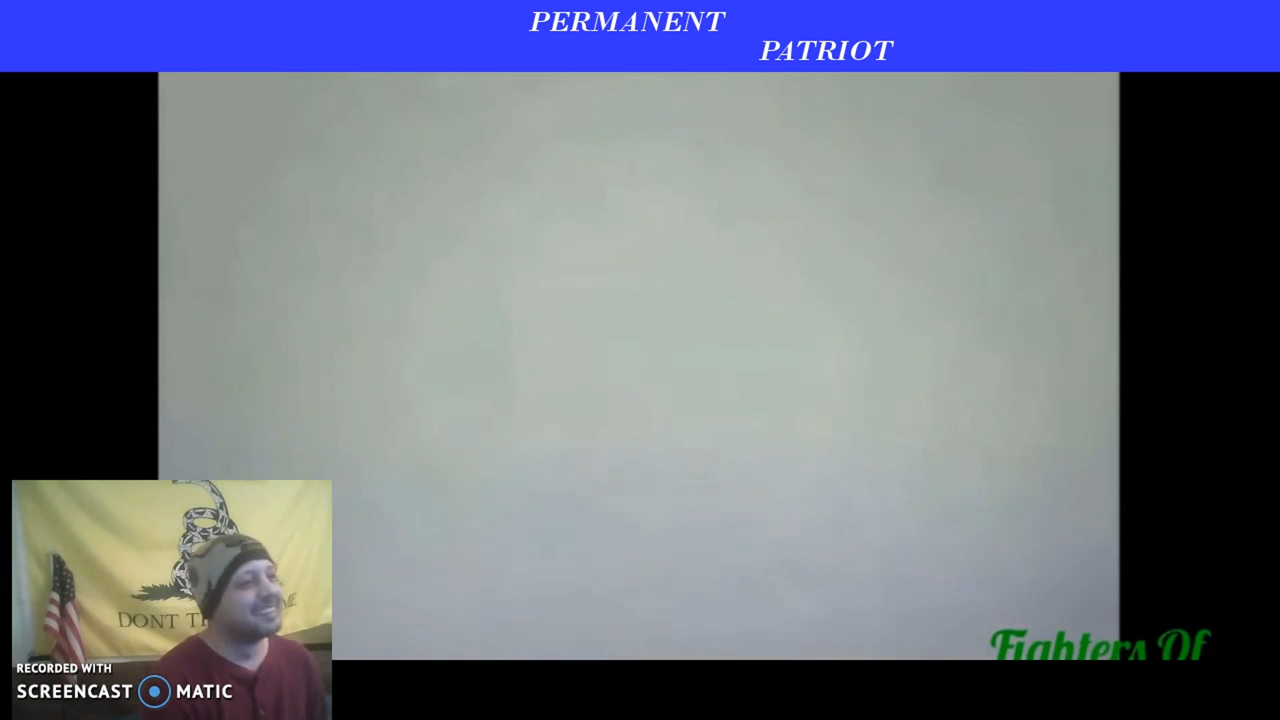 PERMANENT
PATRIOT
DONT
RECORDED WITH
SCREENCAST MATIC
Fighters Of